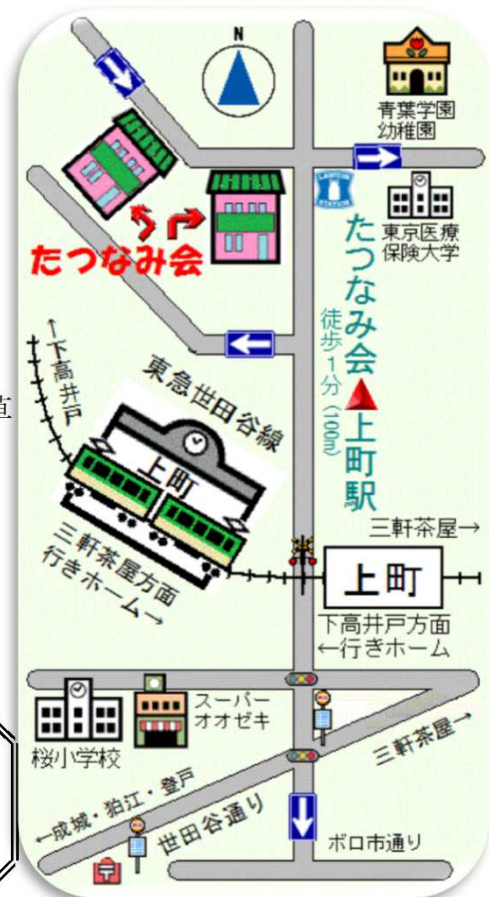 N
青葉学園
幼稚園
LAWSON
STATION
東京医療
保険大学
たつなみ会
たつなみ会▲上町駅
徒歩1分(100m)
←下高井戸
東急世田谷線
上町
三軒茶屋方面
行きホーム→
三軒茶屋→
上町
下高井戸方面
←行きホーム
桜小学校
スーパー
オオゼキ
三軒茶屋→
←成城・狛江・登戸
世田谷通り
ボロ市通り